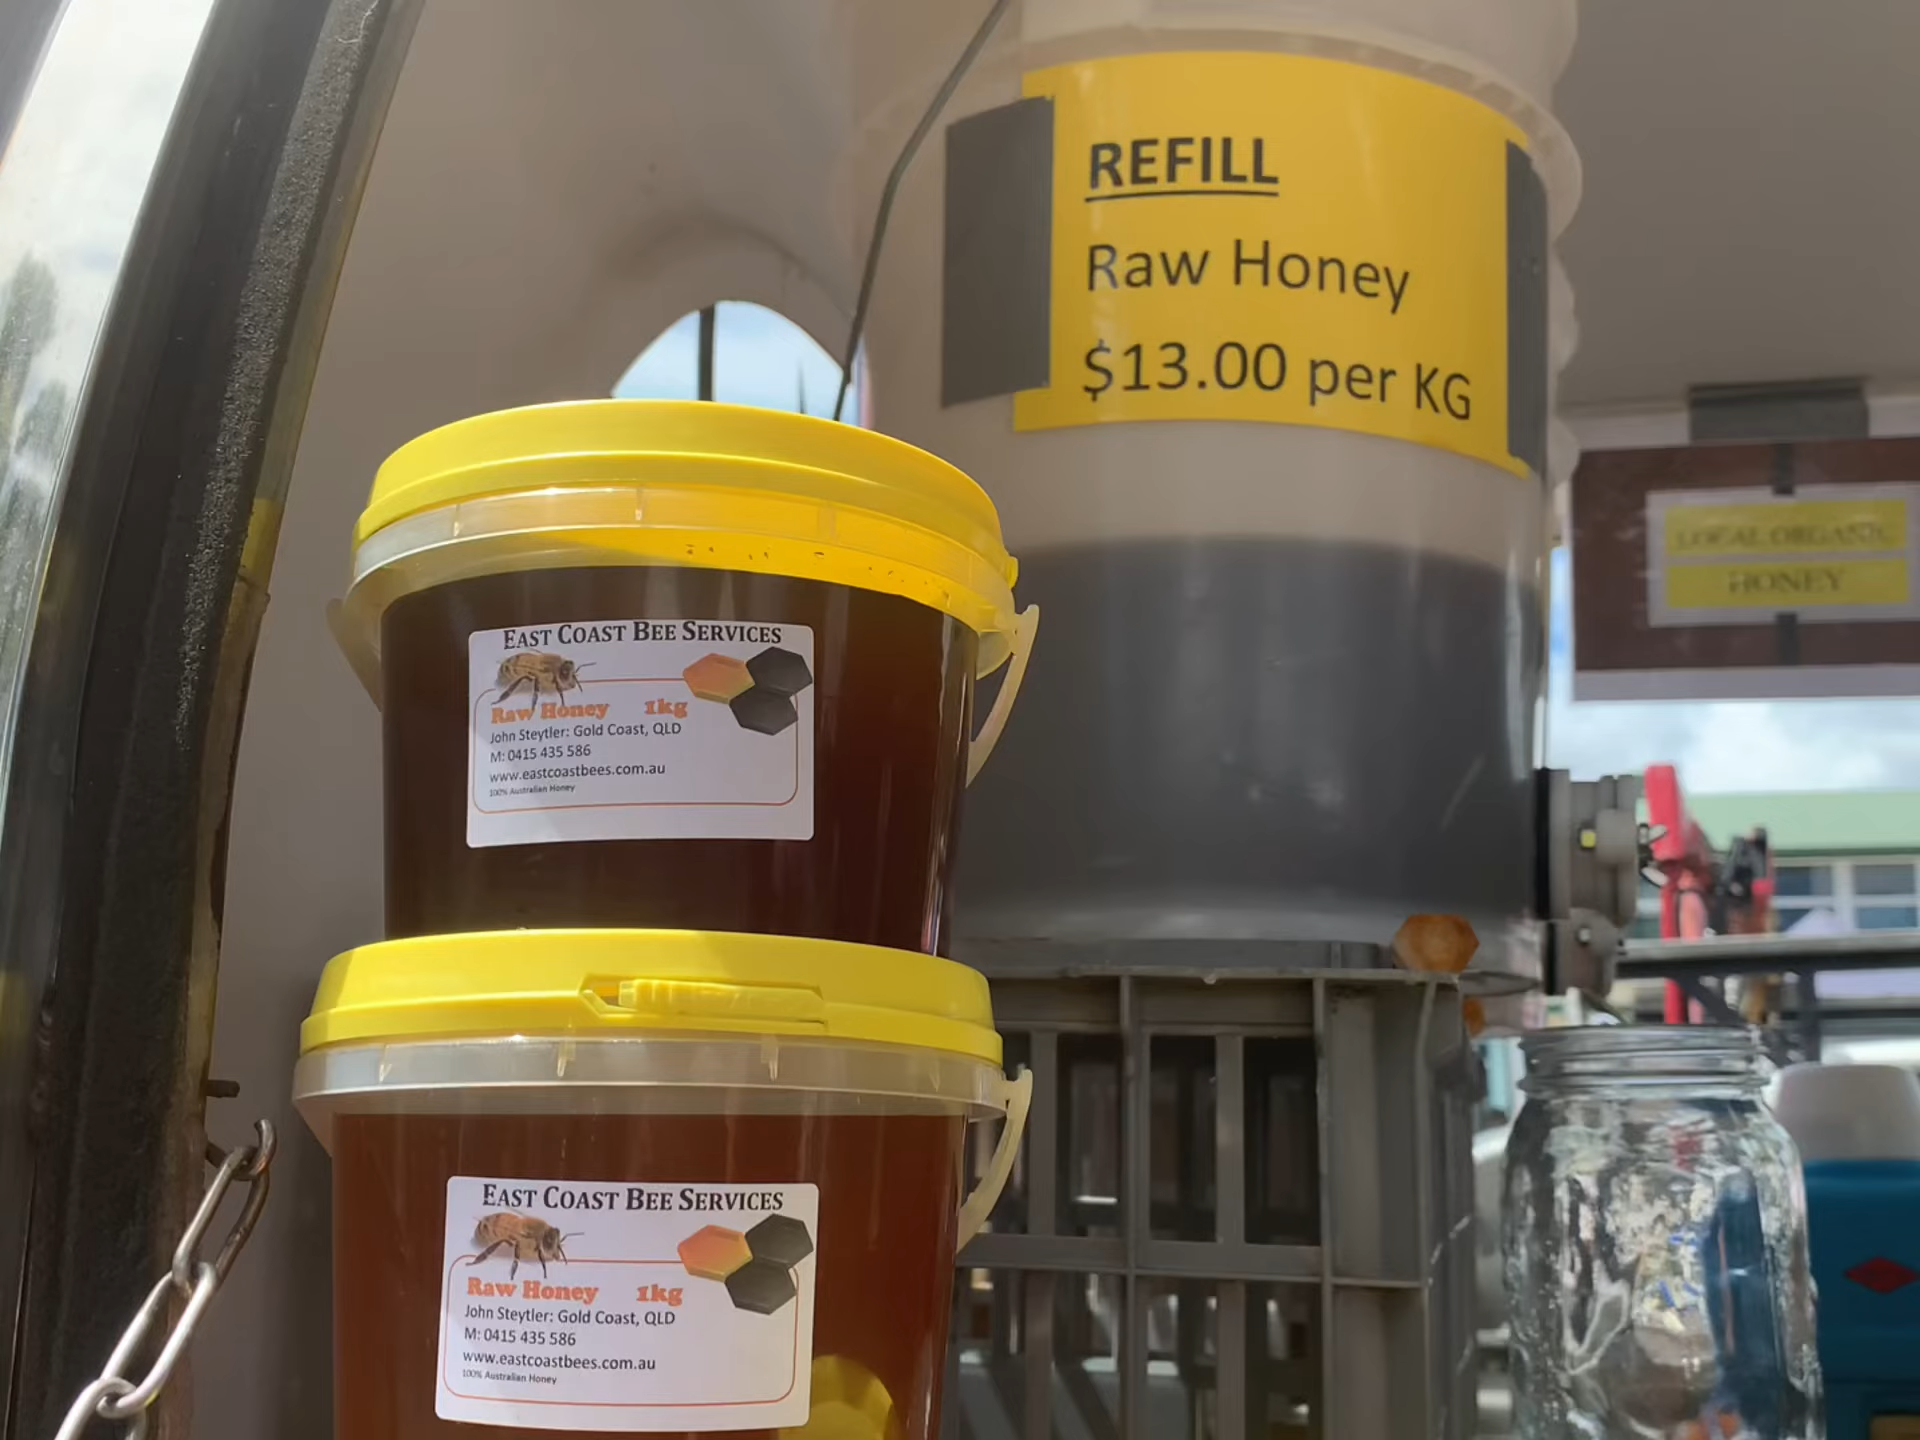 REFILL
Raw Honey
$13.00 per KG
LOCAL ORGANIC
HONEY
EAST COAST BEE SERVICES
Raw Honey 1kg
John Steytler: Gold Coast, QLD
M: 0415 435 586
www.eastcoastbees.com.au
100% Australian Honey
EAST COAST BEE SERVICES
Raw Honey 1kg
John Steytler: Gold Coast, QLD
M: 0415 435 586
www.eastcoastbees.com.au
100% Australian Honey